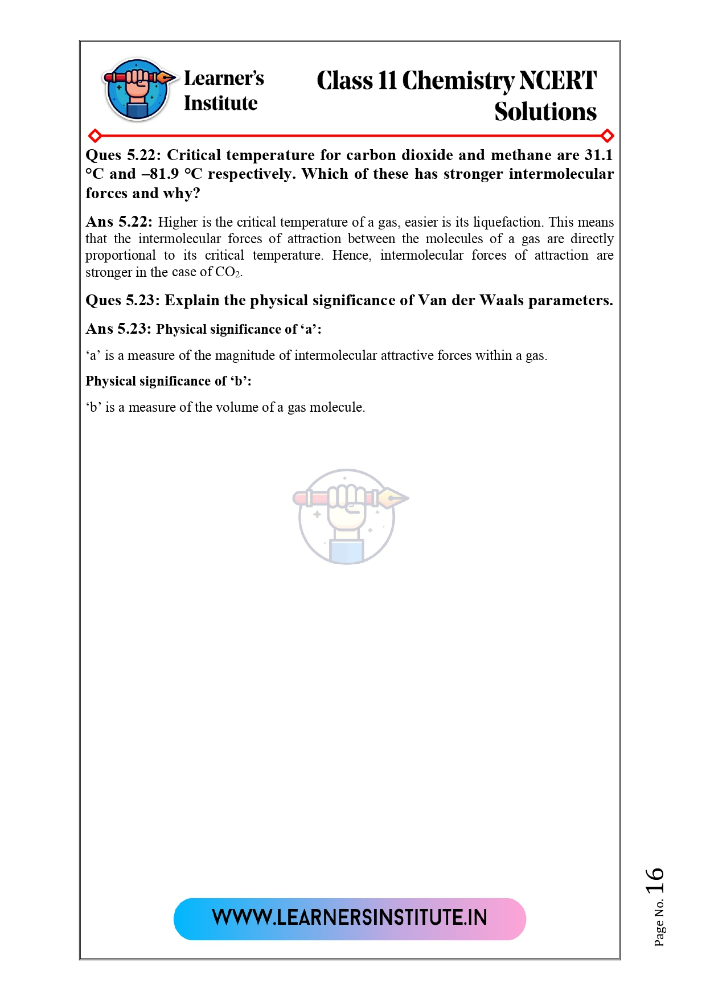 Learner's
Institute
Class 11 Chemistry NCERT
Solutions
Ques 5.22: Critical temperature for carbon dioxide and methane are 31.1
°C and –81.9 °C respectively. Which of these has stronger intermolecular
forces and why?
Ans 5.22: Higher is the critical temperature of a gas, easier is its liquefaction. This means
that the intermolecular forces of attraction between the molecules of a gas are directly
proportional to its critical temperature. Hence, intermolecular forces of attraction are
stronger in the case of CO₂.
Ques 5.23: Explain the physical significance of Van der Waals parameters.
Ans 5.23: Physical significance of ‘a’:
‘a’ is a measure of the magnitude of intermolecular attractive forces within a gas.
Physical significance of ‘b’:
‘b’ is a measure of the volume of a gas molecule.
WWW.LEARNERSINSTITUTE.IN
Page No. 16